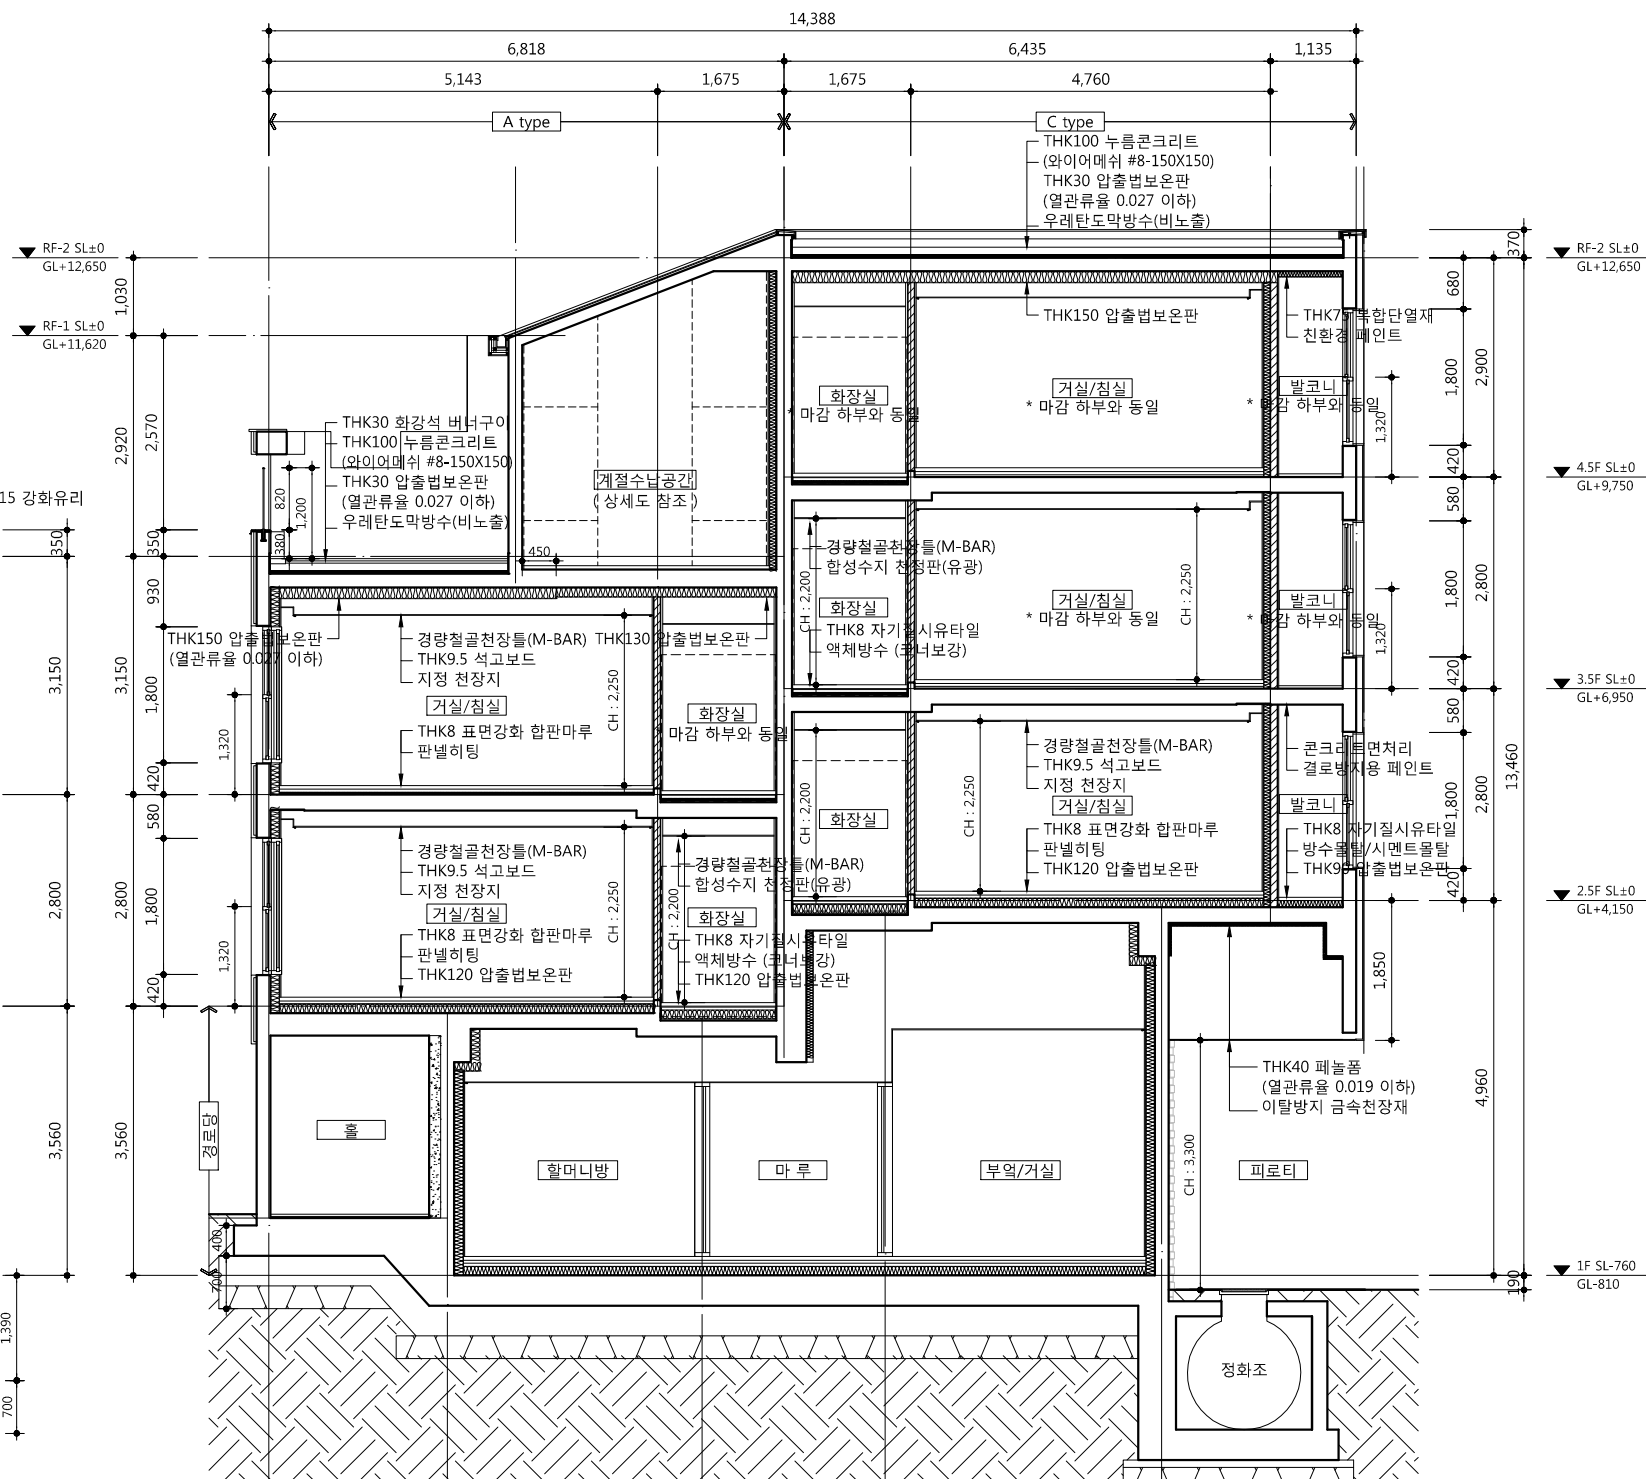 14,388
6,818
6,435
1,135
5,143
1,675
1,675
4,760
A type
C type
THK100 누름콘크리트
(와이어메쉬 #8-150X150)
THK30 압출법보온판
(열관류율 0.027 이하)
우레탄도막방수(비노출)
RF-2 SL±0
GL+12,650
370
RF-2 SL±0
GL+12,650
1,030
680
RF-1 SL±0
GL+11,620
THK150 압출법보온판
친환경 페인트
2,920
2,570
화장실
* 마감 하부와 동일
거실/침실
* 마감 하부와 동일
발코니
1,800
2,900
1,320
THK30 화강석 버너구이
THK100 누름콘크리트
(와이어메쉬 #8-150X150)
THK30 압출법보온판
(열관류율 0.027 이하)
우레탄도막방수(비노출)
계절수납공간
(상세도 참조)
420
4.5F SL±0
GL+9,750
15 강화유리
820
1,200
380
350
350
450
580
경량철골천장틀(M-BAR)
합성수지 천정판(유광)
CH : 2,200
화장실
THK8 자기질시유타일
액체방수 (코너보강)
거실/침실
* 마감 하부와 동일
CH : 2,250
발코니
1,800
2,800
1,320
930
THK150 압출법보온판
(열관류율 0.027 이하)
경량철골천장틀(M-BAR)
THK9.5 석고보드
지정 천장지
THK130 압출법보온판
거실/침실
CH : 2,250
THK8 표면강화 합판마루
판넬히팅
화장실
마감 하부와 동일
3,150
3,150
1,800
1,320
420
420
3.5F SL±0
GL+6,950
580
580
경량철골천장틀(M-BAR)
THK9.5 석고보드
지정 천장지
거실/침실
CH : 2,250
THK8 표면강화 합판마루
판넬히팅
THK120 압출법보온판
CH : 2,200
화장실
콘크리트면처리
결로방지용 페인트
발코니
THK8 자기질시유타일
방수몰탈/시멘트몰탈
1,800
2,800
13,460
420
2.5F SL±0
GL+4,150
경량철골천장틀(M-BAR)
THK9.5 석고보드
지정 천장지
거실/침실
CH : 2,250
THK8 표면강화 합판마루
판넬히팅
THK120 압출법보온판
경량철골천장틀(M-BAR)
합성수지 천정판(유광)
CH : 2,200
화장실
THK8 자기질시유타일
액체방수 (코너보강)
THK120 압출법보온판
2,800
2,800
1,800
1,320
420
1,850
THK40 페놀폼
(열관류율 0.019 이하)
이탈방지 금속천장재
3,560
3,560
경로당
홀
할머니방
마 루
부엌/거실
CH : 3,300
피로티
4,960
400
700
1F SL-760
GL-810
190
1,390
700
정화조